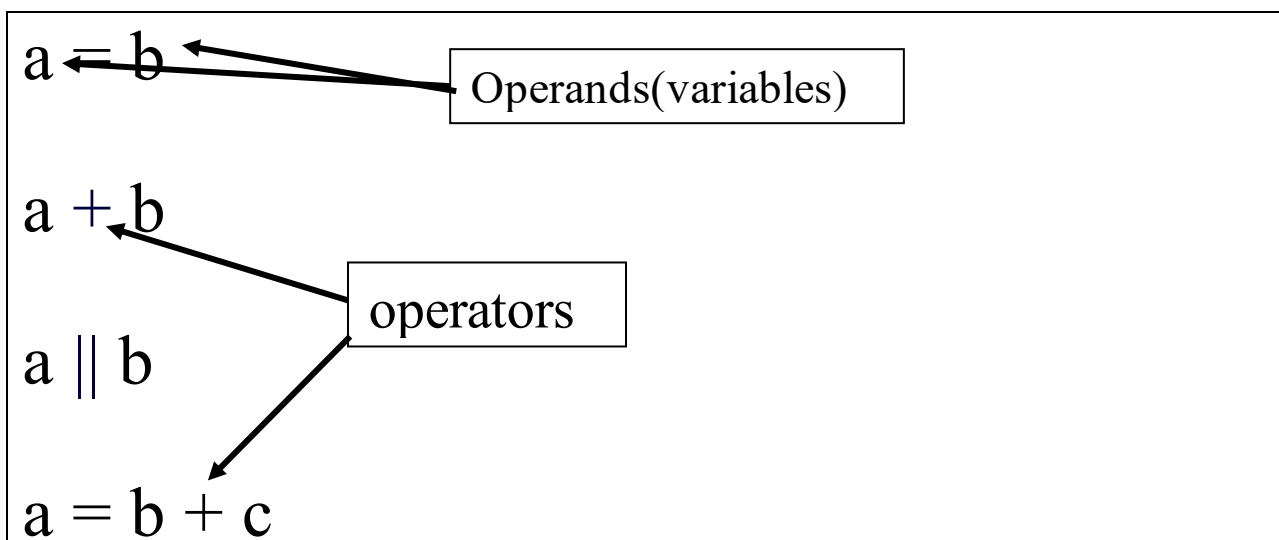 a = b
Operands(variables)
a + b
operators
a || b
a = b + c